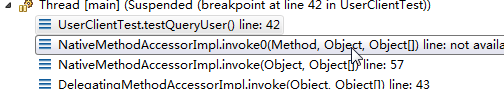 Thread [main] (Suspended (breakpoint at line 42 in UserClientTest))
UserClientTest.testQueryUser() line: 42
NativeMethodAccessorImpl.invoke0(Method, Object, Object[]) line: not availa
NativeMethodAccessorImpl.invoke(Object, Object[]) line: 57
DelegatingMethodAccessorImpl.invoke(Object, Object[]) line: 43